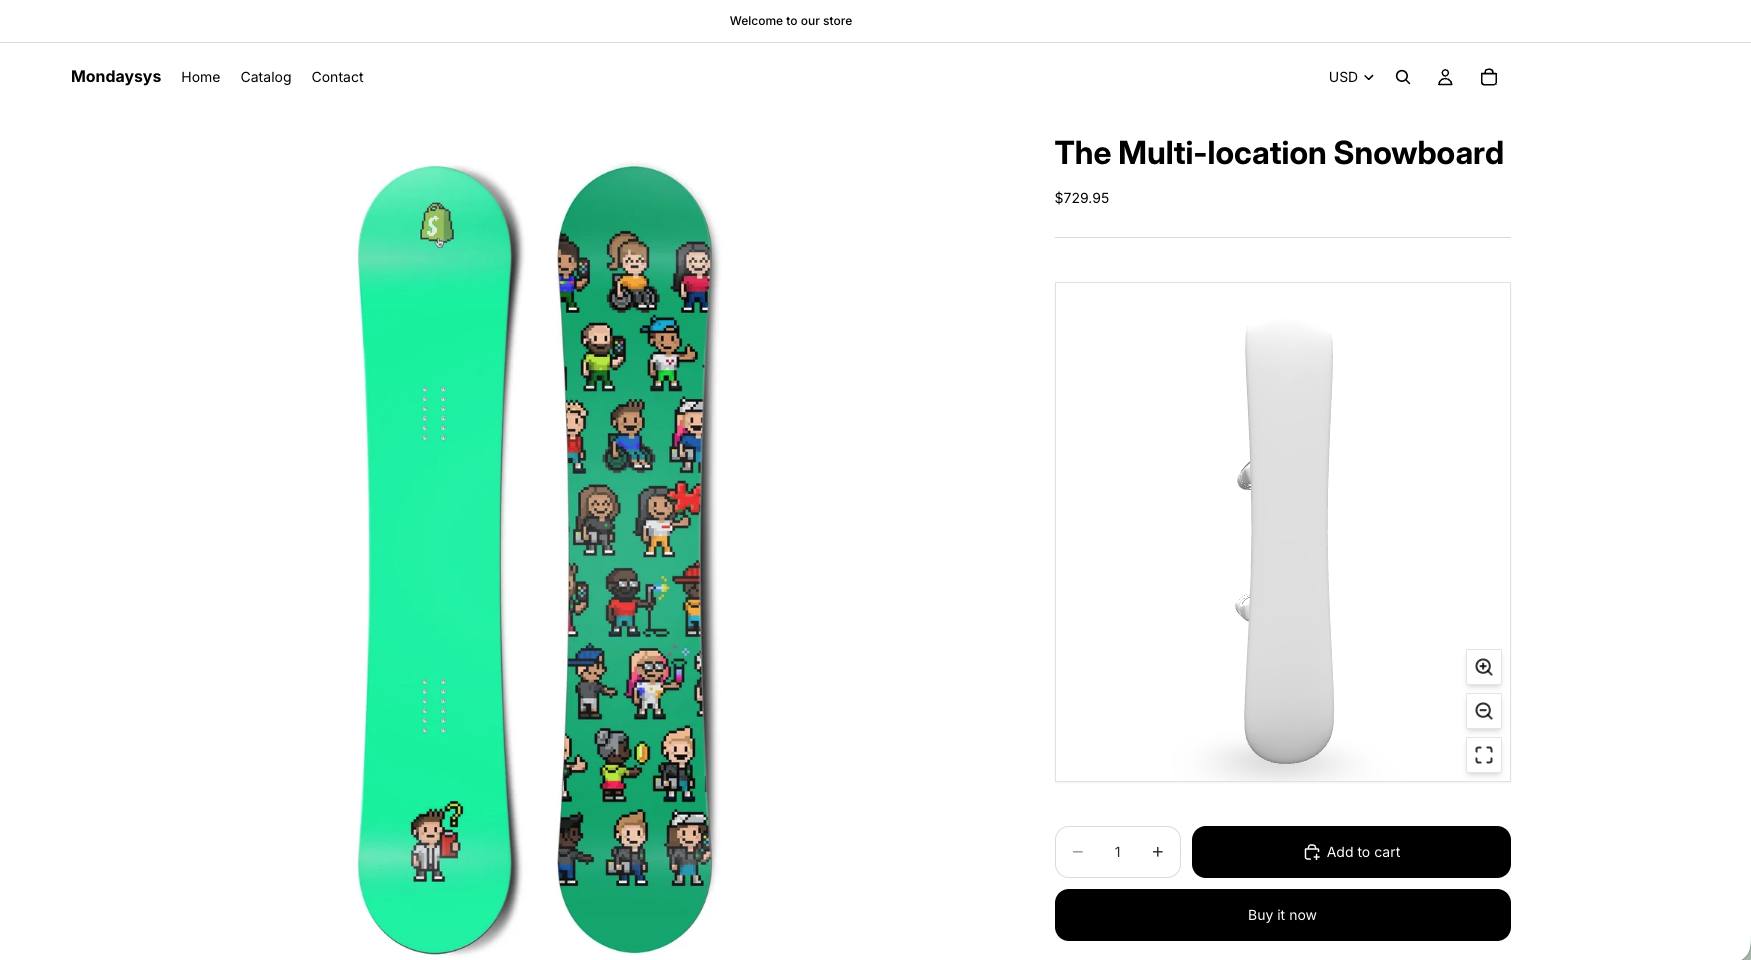 Welcome to our store
Mondaysys Home Catalog Contact USD
The Multi-location Snowboard
$729.95
1
Add to cart
Buy it now